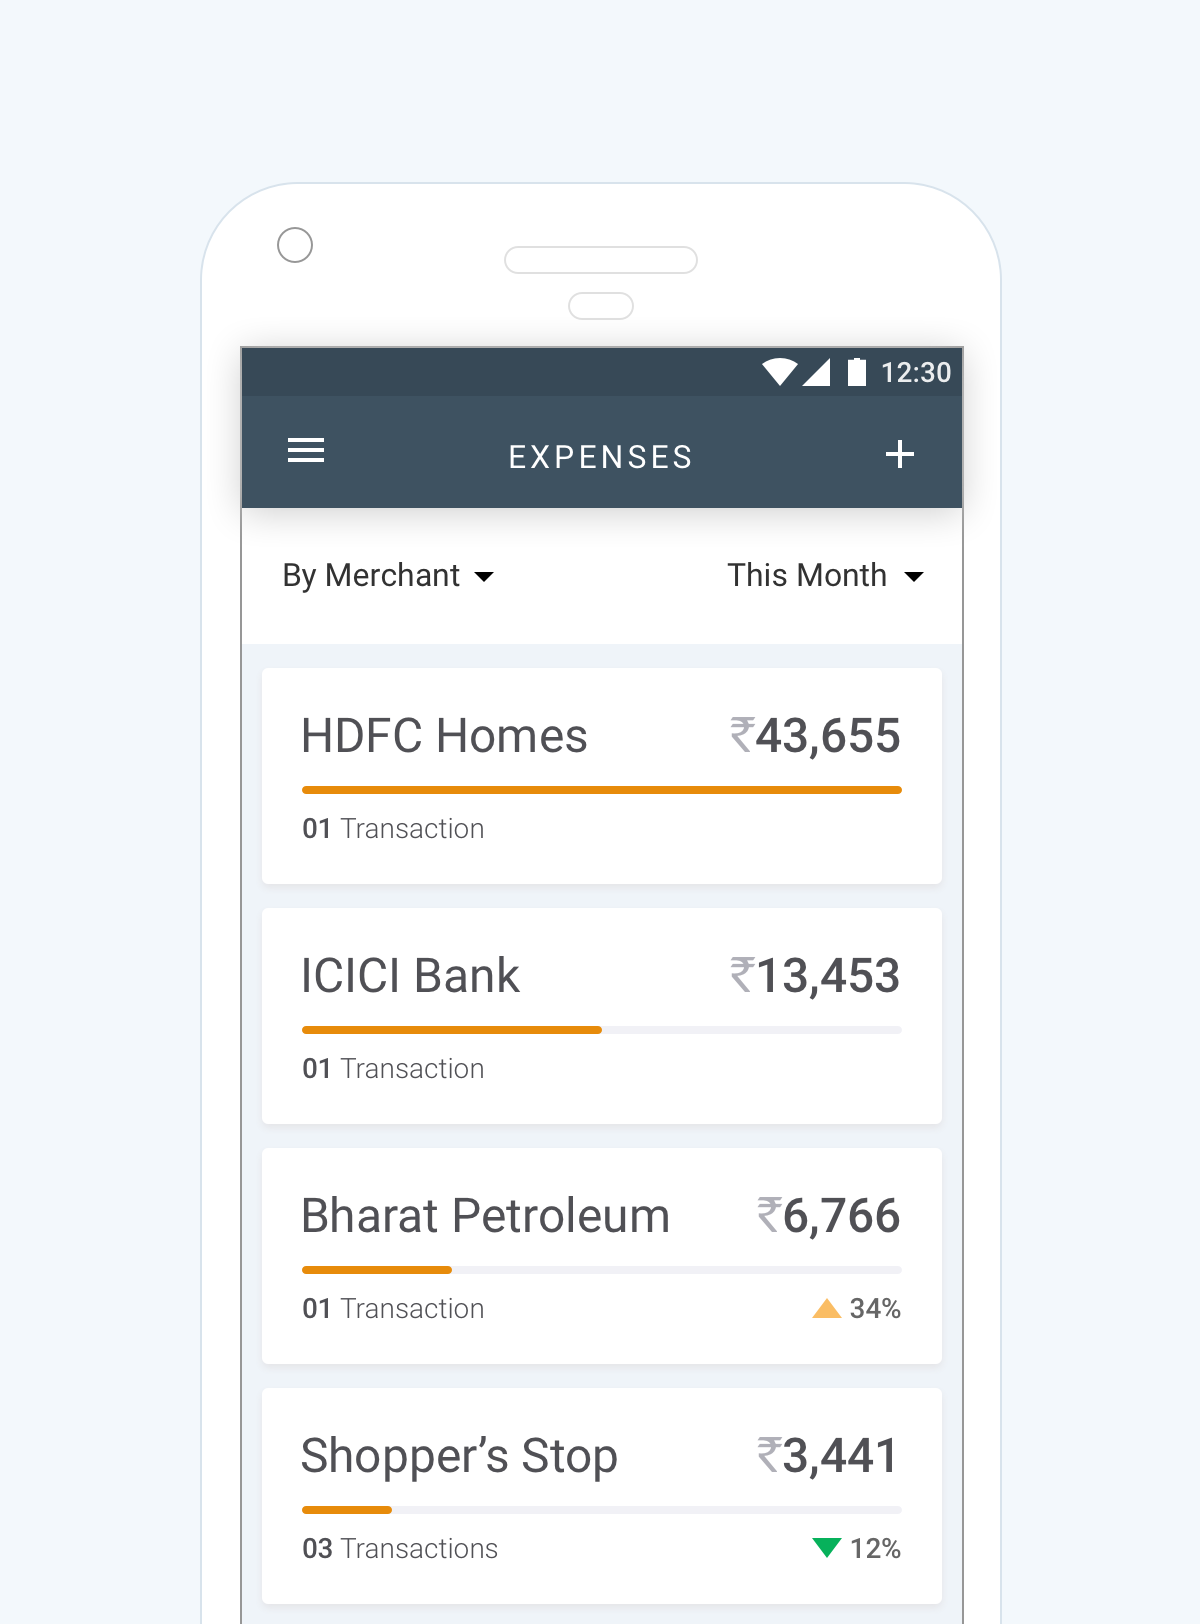 12:30
EXPENSES
By Merchant
This Month
HDFC Homes ₹43,655
01 Transaction
ICICI Bank ₹13,453
01 Transaction
Bharat Petroleum ₹6,766
01 Transaction 34%
Shopper’s Stop ₹3,441
03 Transactions 12%